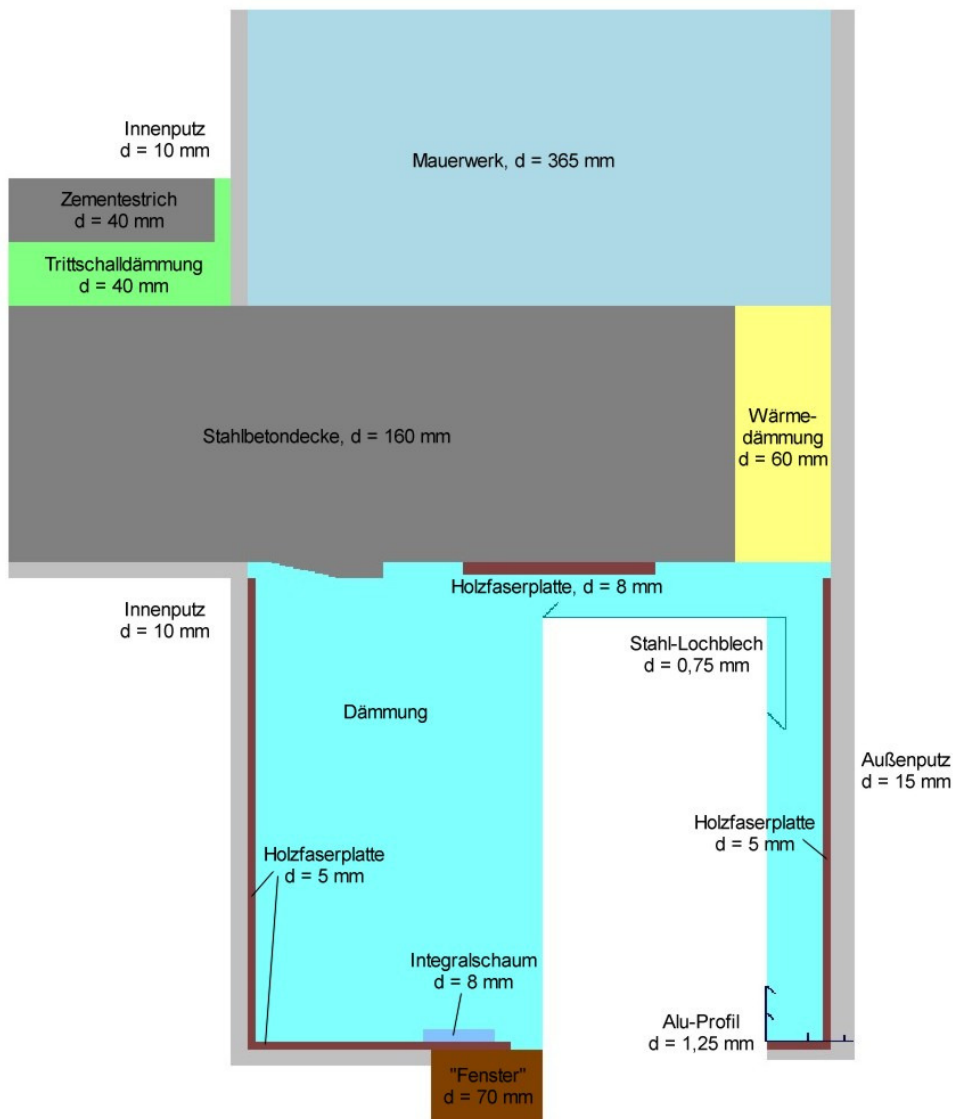 Innenputz
d = 10 mm
Mauerwerk, d = 365 mm
Zementestrich
d = 40 mm
Trittschalldämmung
d = 40 mm
Stahlbetondecke, d = 160 mm
Wärme-
dämmung
d = 60 mm
Innenputz
d = 10 mm
Holzfaserplatte, d = 8 mm
Stahl-Lochblech
d = 0,75 mm
Dämmung
Außenputz
d = 15 mm
Holzfaserplatte
d = 5 mm
Holzfaserplatte
d = 5 mm
Integralschaum
d = 8 mm
Alu-Profil
d = 1,25 mm
"Fenster"
d = 70 mm